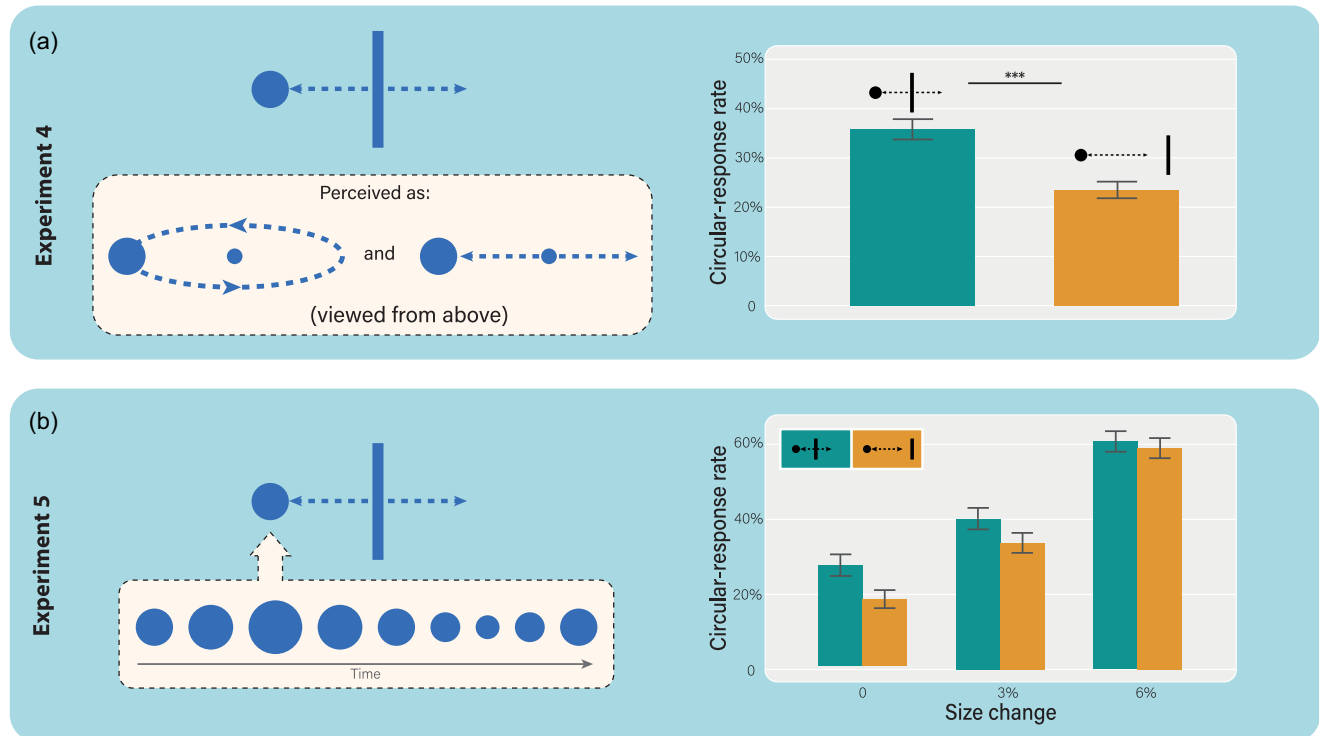 (a)
Experiment 4
Perceived as:
and
(viewed from above)
Circular-response rate
50%
40%
30%
20%
10%
0
***
(b)
Experiment 5
Time
Circular-response rate
60%
40%
20%
0
0 3% 6%
Size change